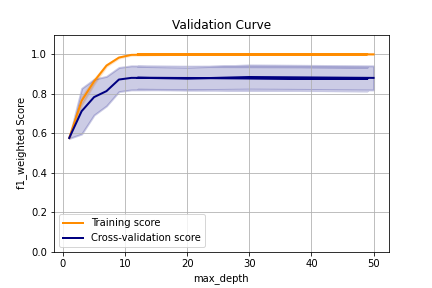 Validation Curve
f1_weighted Score
1.0
0.8
0.6
0.4
0.2
0.0
Training score
Cross-validation score
0 10 20 30 40 50
max_depth